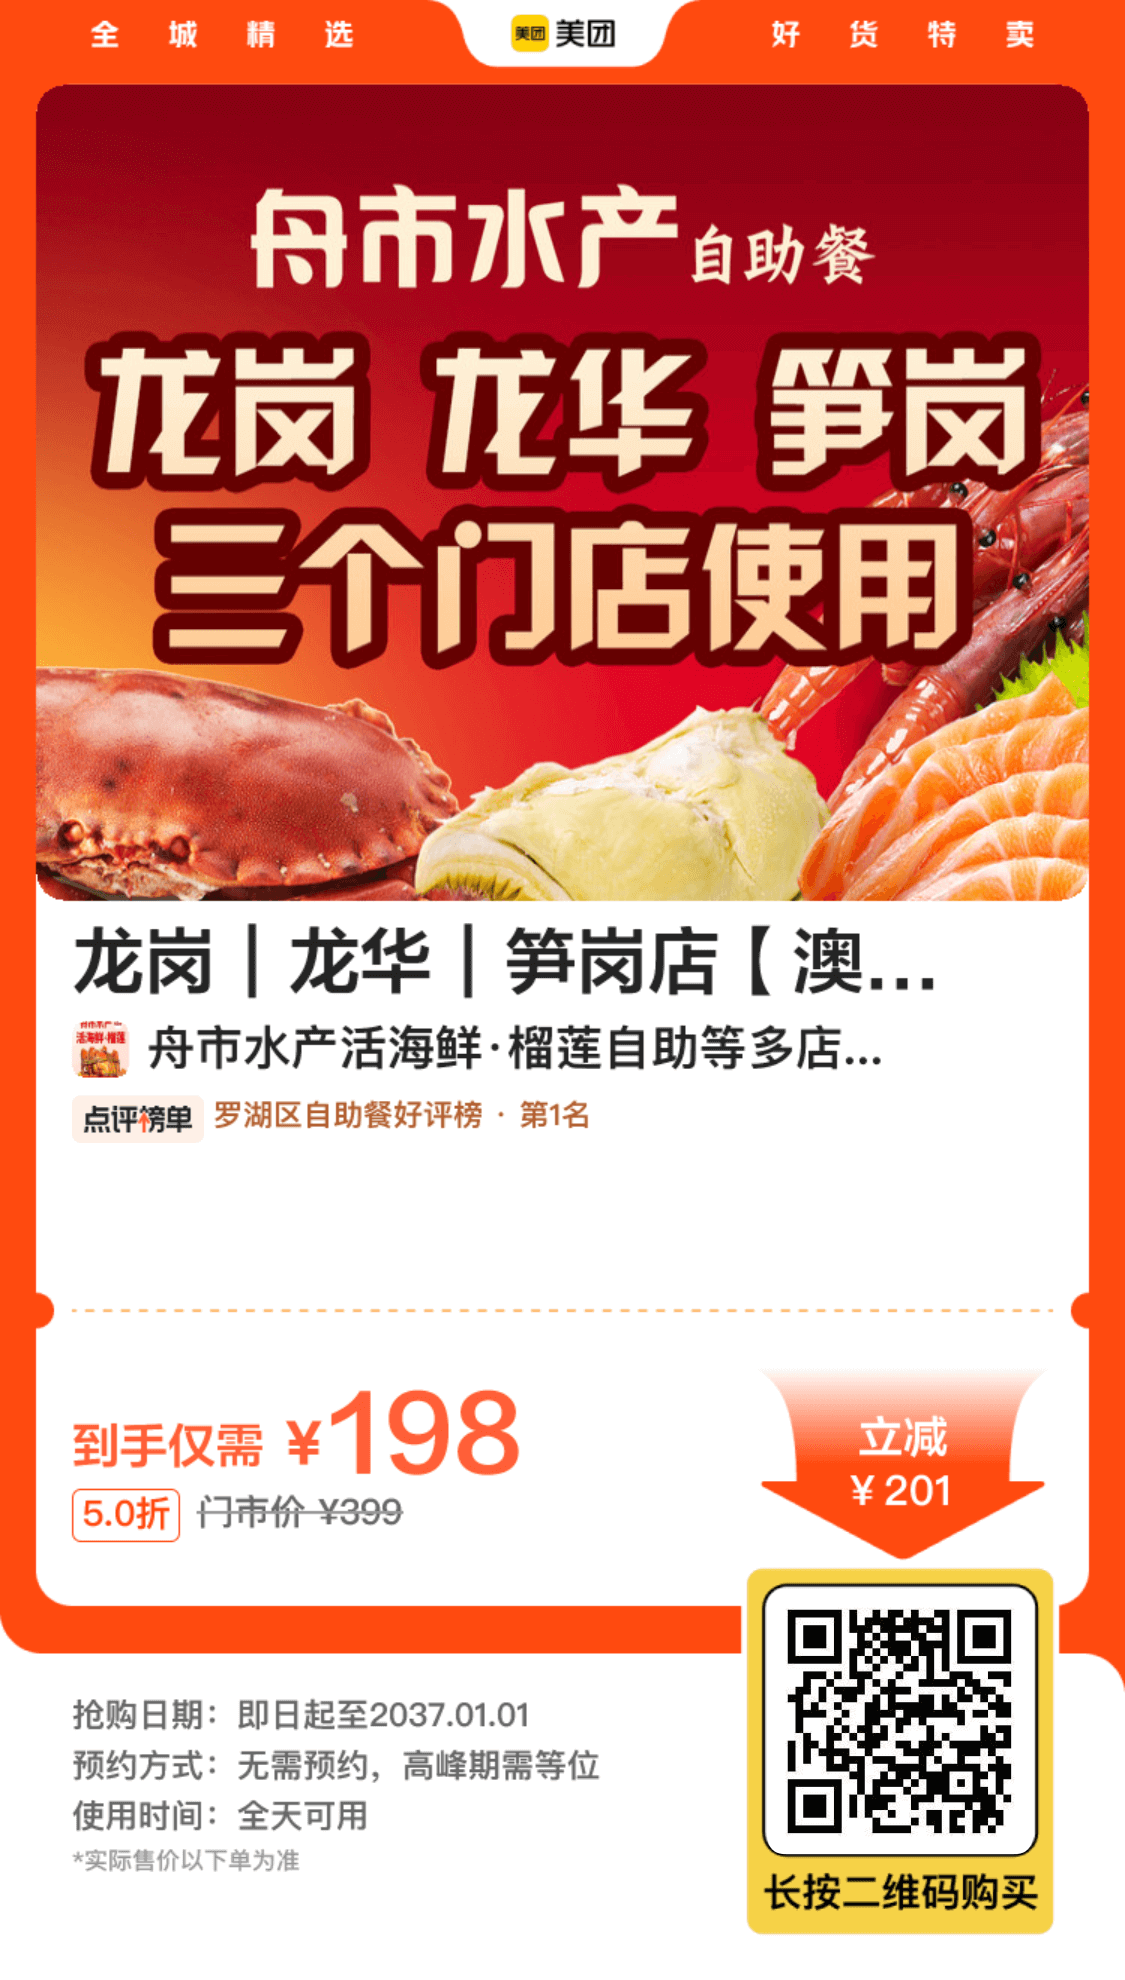 全城精选
美团 美团
好货特卖
舟市水产自助餐
龙岗 龙华 笋岗
三个门店使用
龙岗｜龙华｜笋岗店【澳...
活海鲜·榴莲
舟市水产活海鲜·榴莲自助等多店...
点评榜单 罗湖区自助餐好评榜 · 第1名
到手仅需 ¥198
5.0折 门市价 ¥399
立减
¥201
抢购日期：即日起至2037.01.01
预约方式：无需预约，高峰期需等位
使用时间：全天可用
*实际售价以下单为准
长按二维码购买